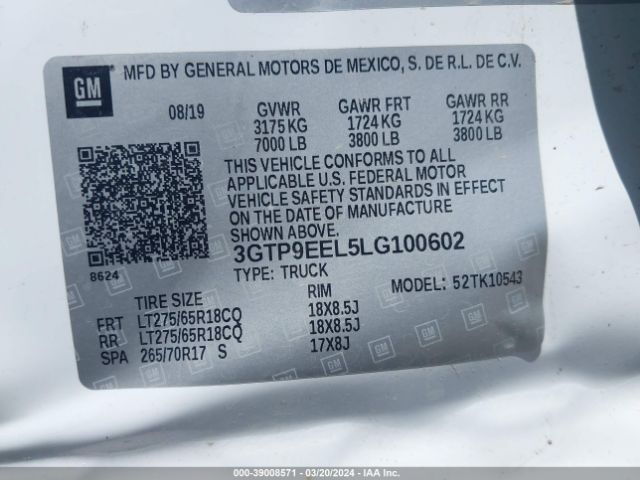 GM
MFD BY GENERAL MOTORS DE MEXICO, S. DE R.L. DE C.V.
08/19 GVWR GAWR FRT GAWR RR
3175 KG 1724 KG 1724 KG
7000 LB 3800 LB 3800 LB
THIS VEHICLE CONFORMS TO ALL
APPLICABLE U.S. FEDERAL MOTOR
VEHICLE SAFETY STANDARDS IN EFFECT
ON THE DATE OF MANUFACTURE
SHOWN ABOVE.
3GTP9EEL5LG100602
8624
TYPE: TRUCK MODEL: 52TK10543
TIRE SIZE RIM
FRT LT275/65R18CQ 18X8.5J
RR LT275/65R18CQ 18X8.5J
SPA 265/70R17 S 17X8J
000-39008571 - 03/20/2024 - IAA Inc.